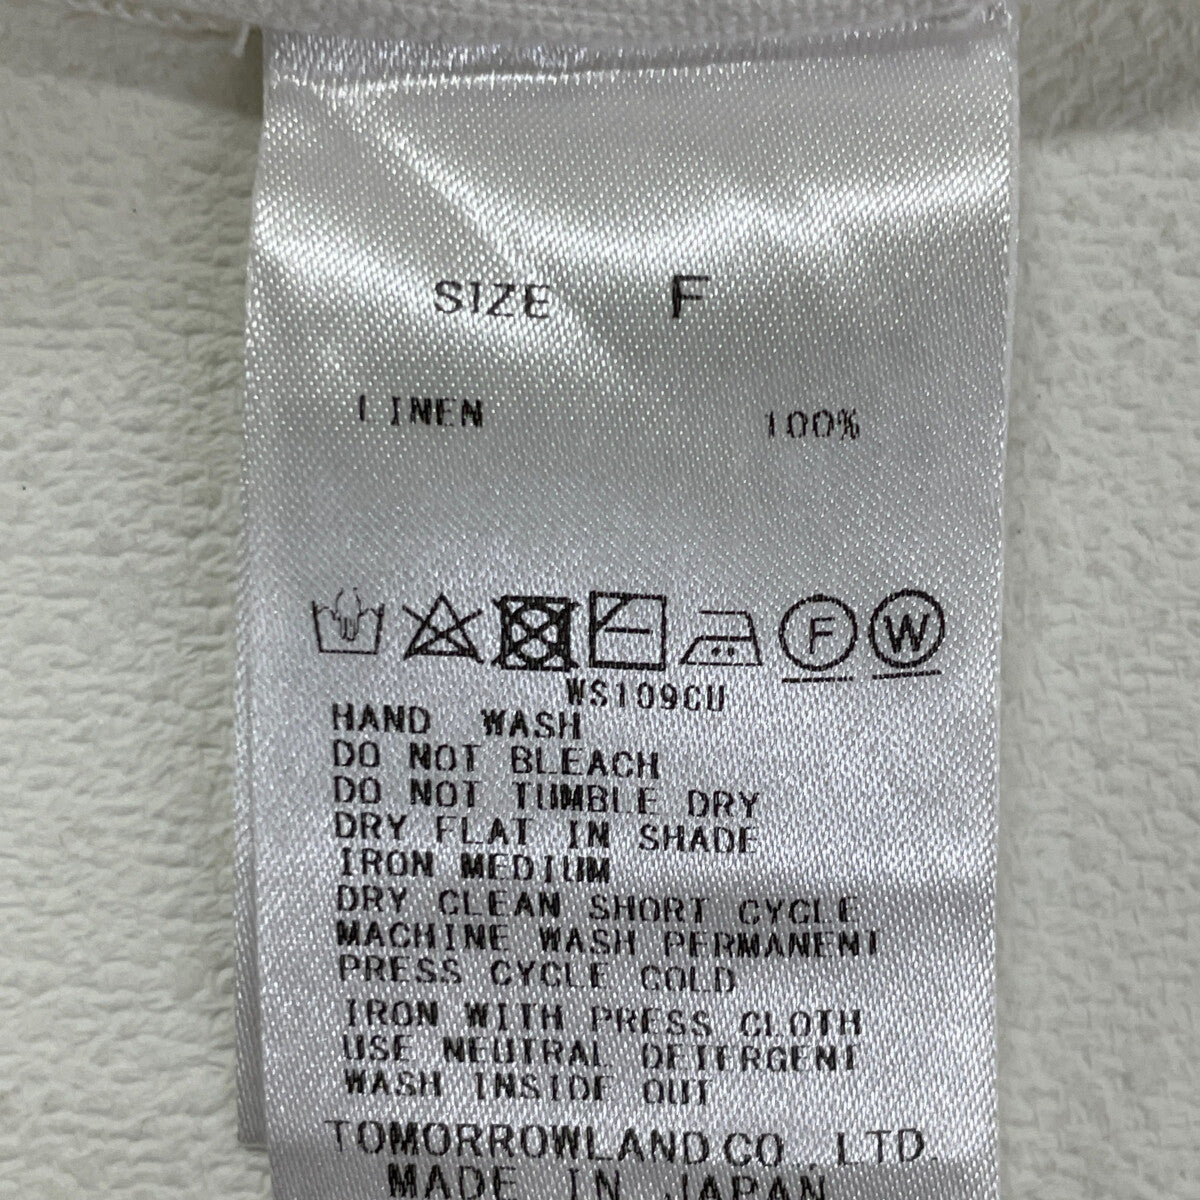 SIZE F
LINEN 100%
F W
WS109CU
HAND WASH
DO NOT BLEACH
DO NOT TUMBLE DRY
DRY FLAT IN SHADE
IRON MEDIUM
DRY CLEAN SHORT CYCLE
MACHINE WASH PERMANENT
PRESS CYCLE COLD
IRON WITH PRESS CLOTH
USE NEUTRAL DETERGENT
WASH INSIDE OUT
TOMORROWLAND CO., LTD.
MADE IN JAPAN